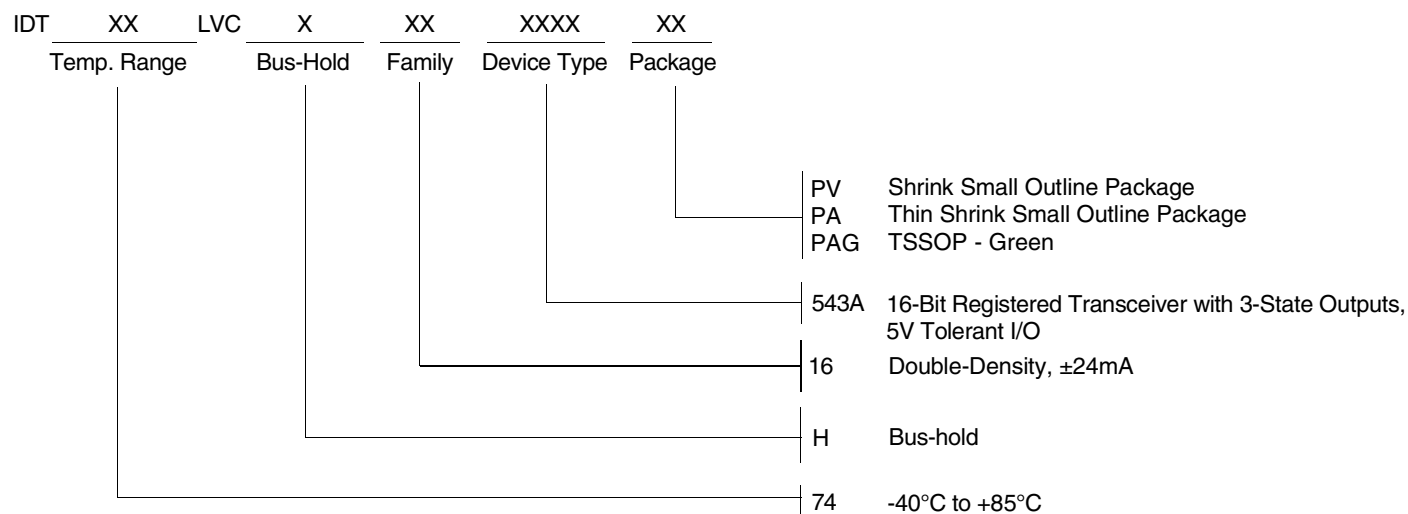 IDT XX LVC X XX XXXX XX
Temp. Range Bus-Hold Family Device Type Package
PV Shrink Small Outline Package
PA Thin Shrink Small Outline Package
PAG TSSOP - Green
543A 16-Bit Registered Transceiver with 3-State Outputs,
5V Tolerant I/O
16 Double-Density, ±24mA
H Bus-hold
74 -40°C to +85°C